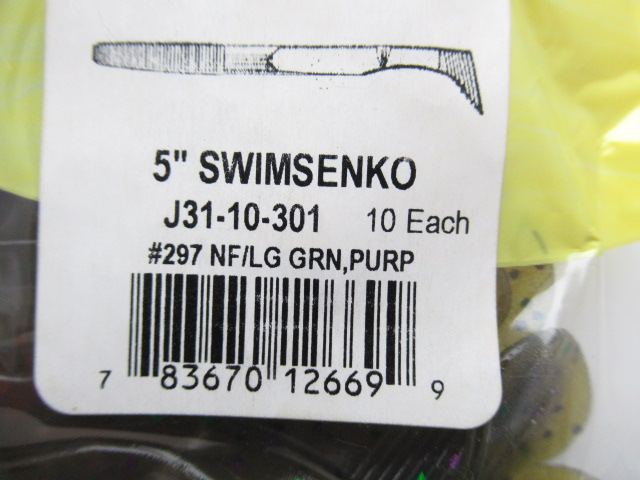 5" SWIMSENKO
J31-10-301 10 Each
#297 NF/LG GRN,PURP
7 83670 12669 9